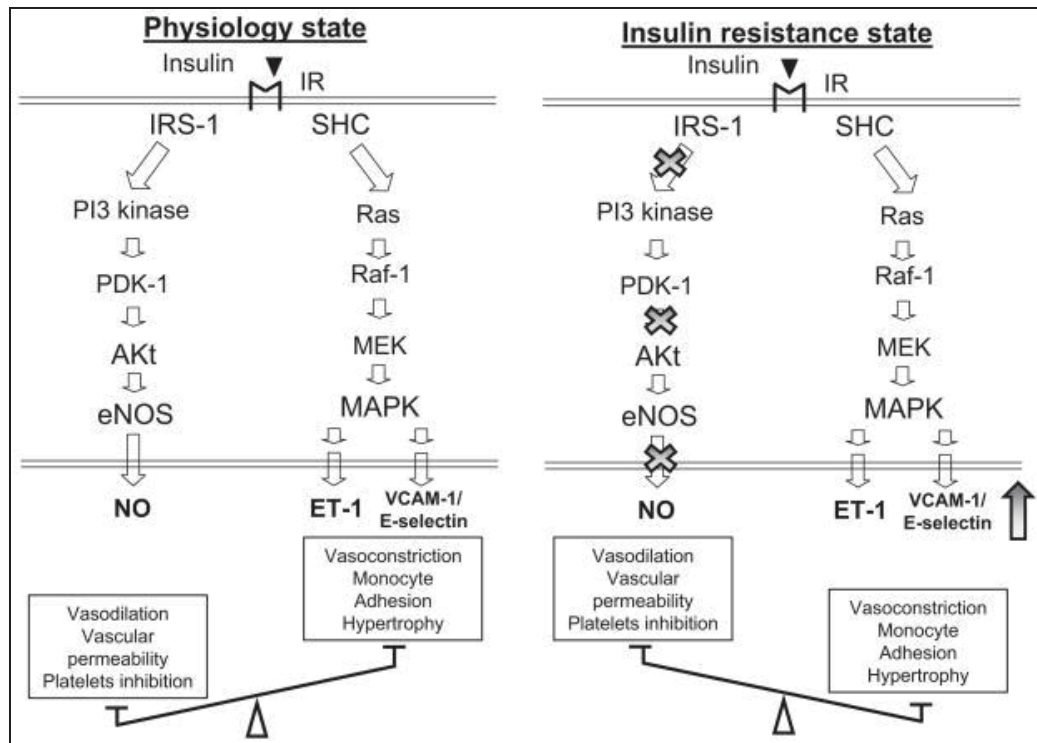 Physiology state
Insulin
IR
IRS-1
SHC
PI3 kinase
Ras
PDK-1
Raf-1
AKt
MEK
eNOS
MAPK
NO
ET-1
VCAM-1/
E-selectin
Vasoconstriction
Monocyte
Adhesion
Hypertrophy
Vasodilation
Vascular
permeability
Platelets inhibition
Insulin resistance state
Insulin
IR
IRS-1
SHC
PI3 kinase
Ras
PDK-1
Raf-1
AKt
MEK
eNOS
MAPK
NO
ET-1
VCAM-1/
E-selectin
Vasodilation
Vascular
permeability
Platelets inhibition
Vasoconstriction
Monocyte
Adhesion
Hypertrophy